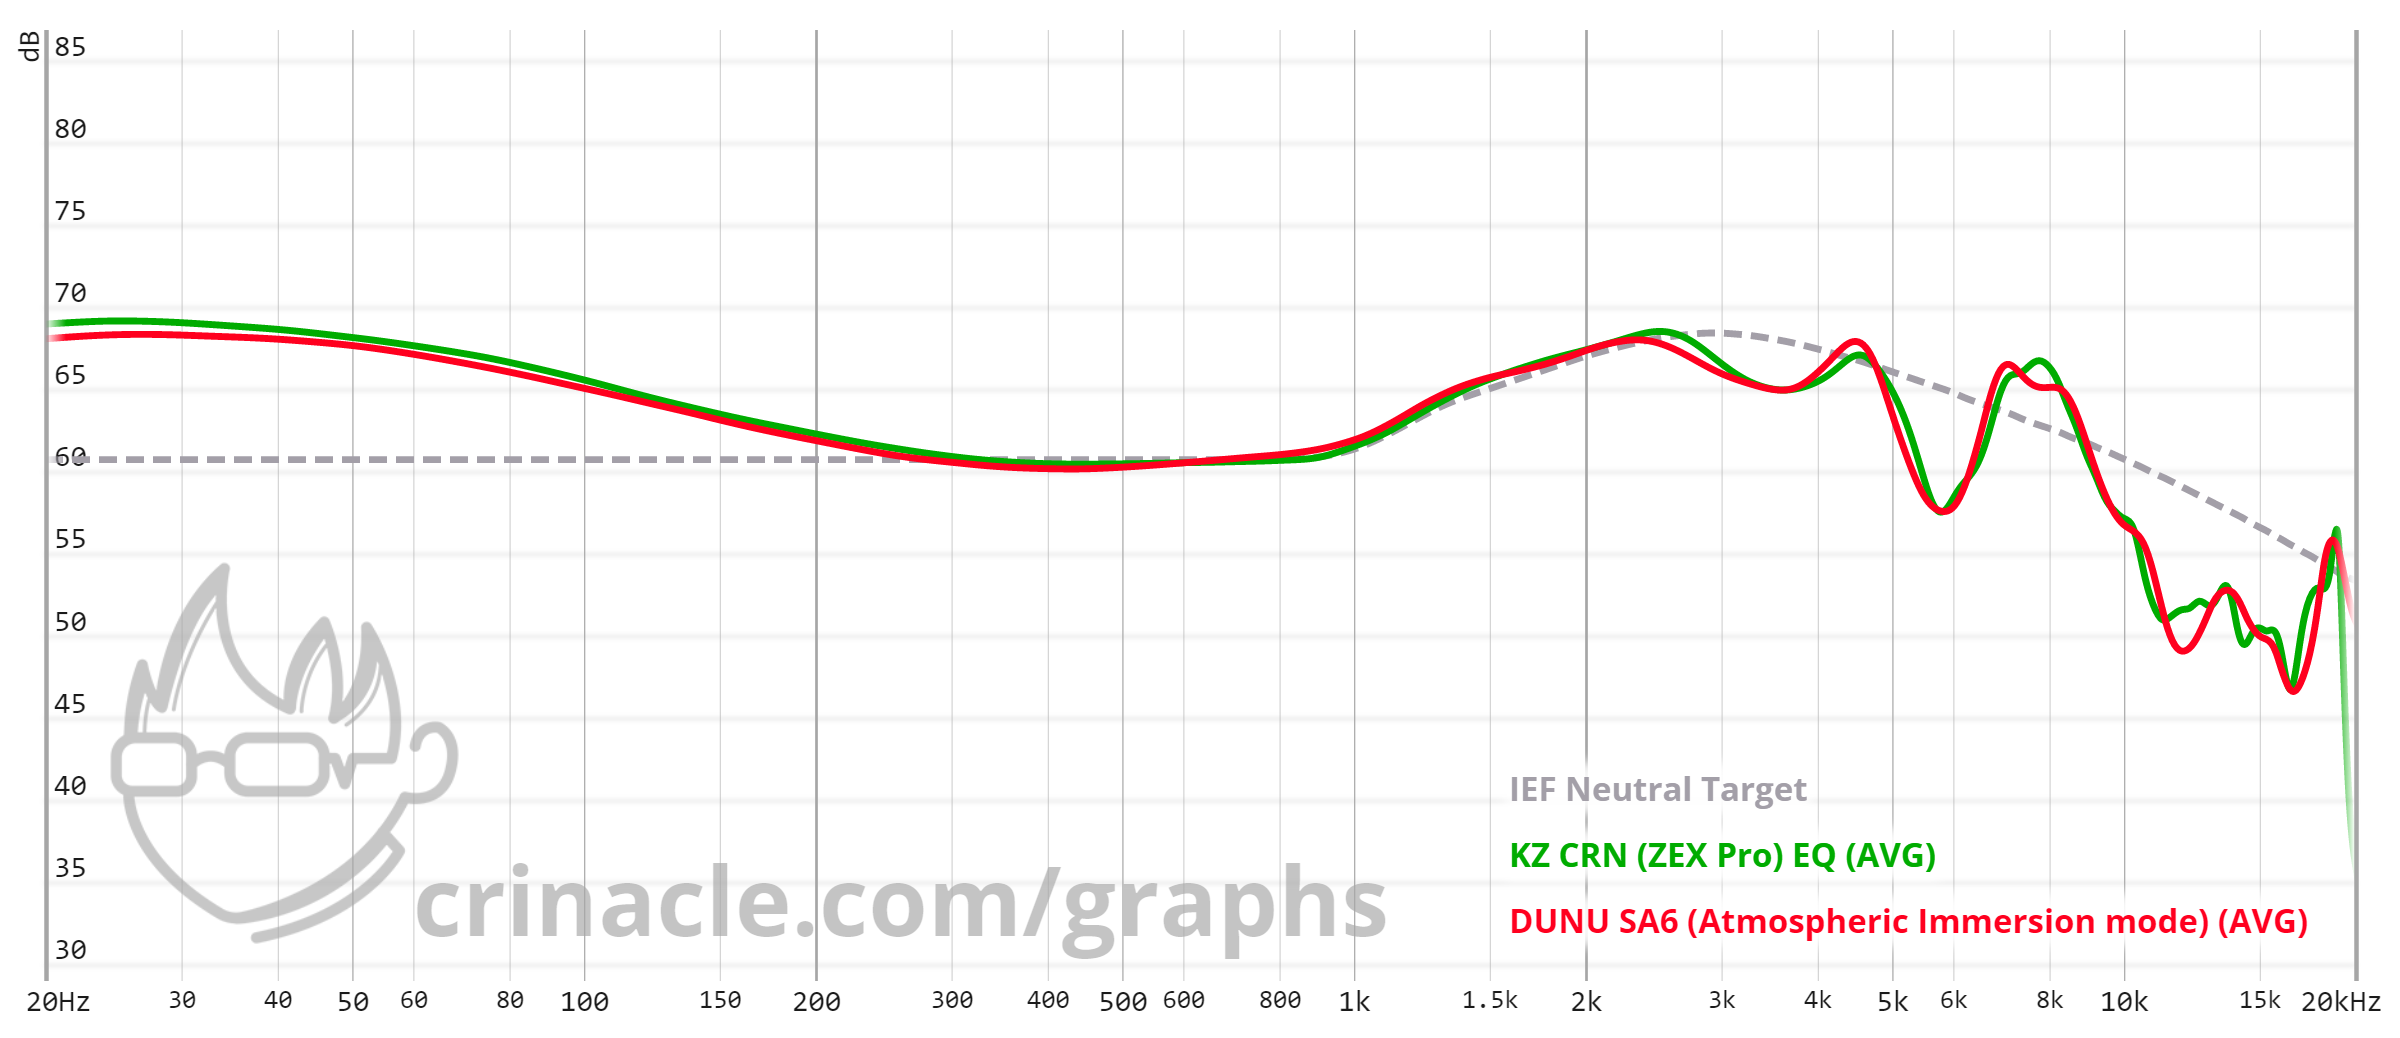 dB
85
80
75
70
65
60
55
50
45
40
35
30
IEF Neutral Target
KZ CRN (ZEX Pro) EQ (AVG)
DUNU SA6 (Atmospheric Immersion mode) (AVG)
crinacle.com/graphs
20Hz 30 40 50 60 80 100 150 200 300 400 500 600 800 1k 1.5k 2k 3k 4k 5k 6k 8k 10k 15k 20kHz